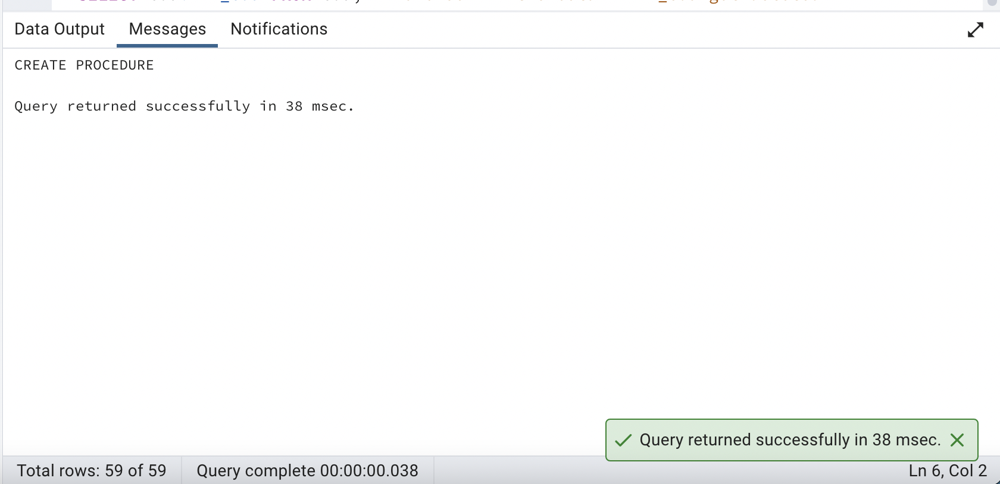 Data Output Messages Notifications
CREATE PROCEDURE
Query returned successfully in 38 msec.
Query returned successfully in 38 msec.
Total rows: 59 of 59 Query complete 00:00:00.038 Ln 6, Col 2